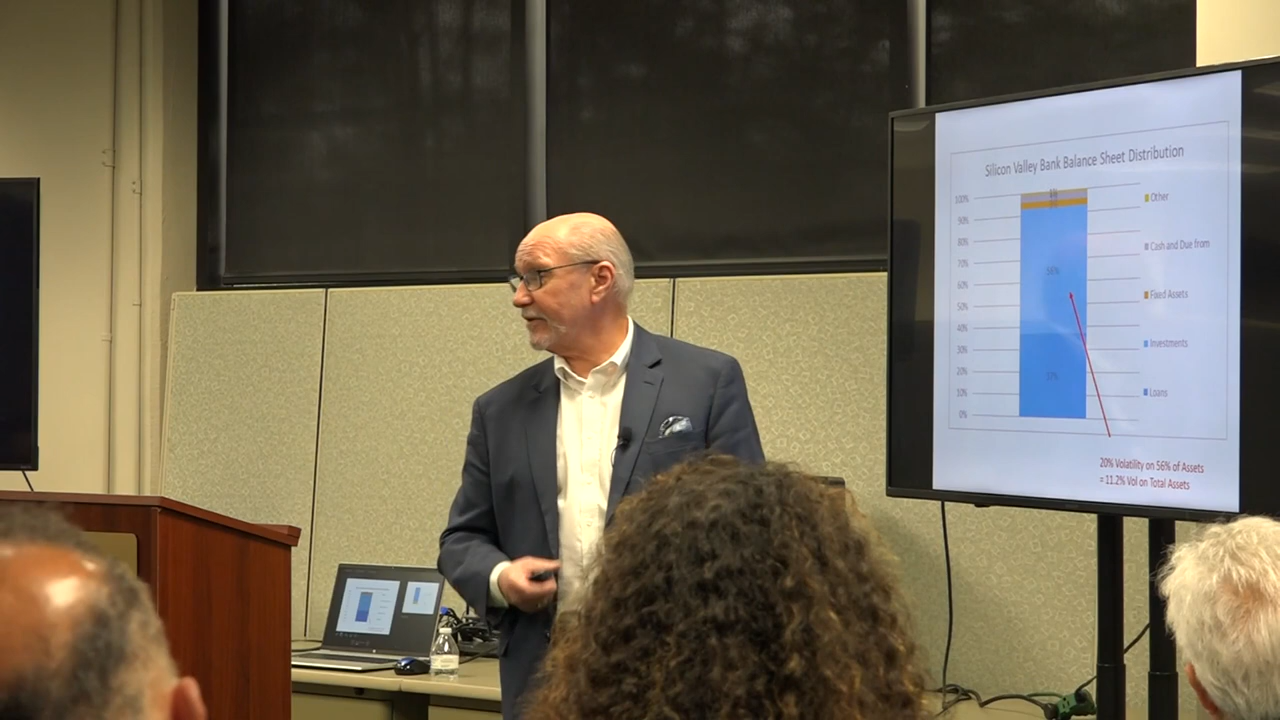 Silicon Valley Bank Balance Sheet Distribution
100%
90%
80%
70%
60%
50%
40%
30%
20%
10%
0%
56%
37%
Other
Cash and Due from
Fixed Assets
Investments
Loans
20% Volatility on 56% of Assets
= 11.2% Vol on Total Assets